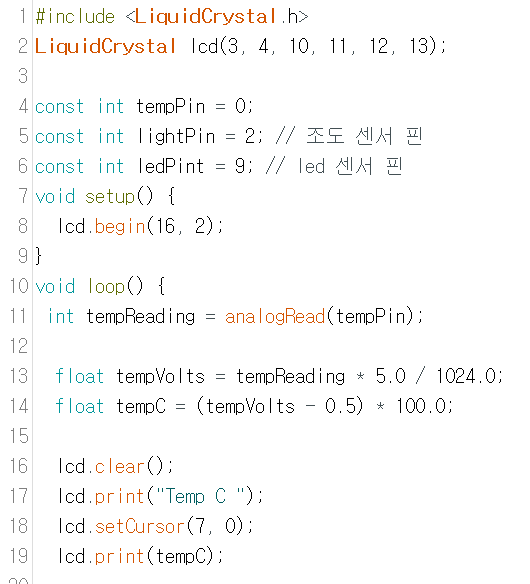 1 #include <LiquidCrystal.h>
2 LiquidCrystal lcd(3, 4, 10, 11, 12, 13);
3
4 const int tempPin = 0;
5 const int lightPin = 2; // 조도 센서 핀
6 const int ledPint = 9; // led 센서 핀
7 void setup() {
8   lcd.begin(16, 2);
9 }
10 void loop() {
11  int tempReading = analogRead(tempPin);
12
13   float tempVolts = tempReading * 5.0 / 1024.0;
14   float tempC = (tempVolts - 0.5) * 100.0;
15
16   lcd.clear();
17   lcd.print("Temp C ");
18   lcd.setCursor(7, 0);
19   lcd.print(tempC);